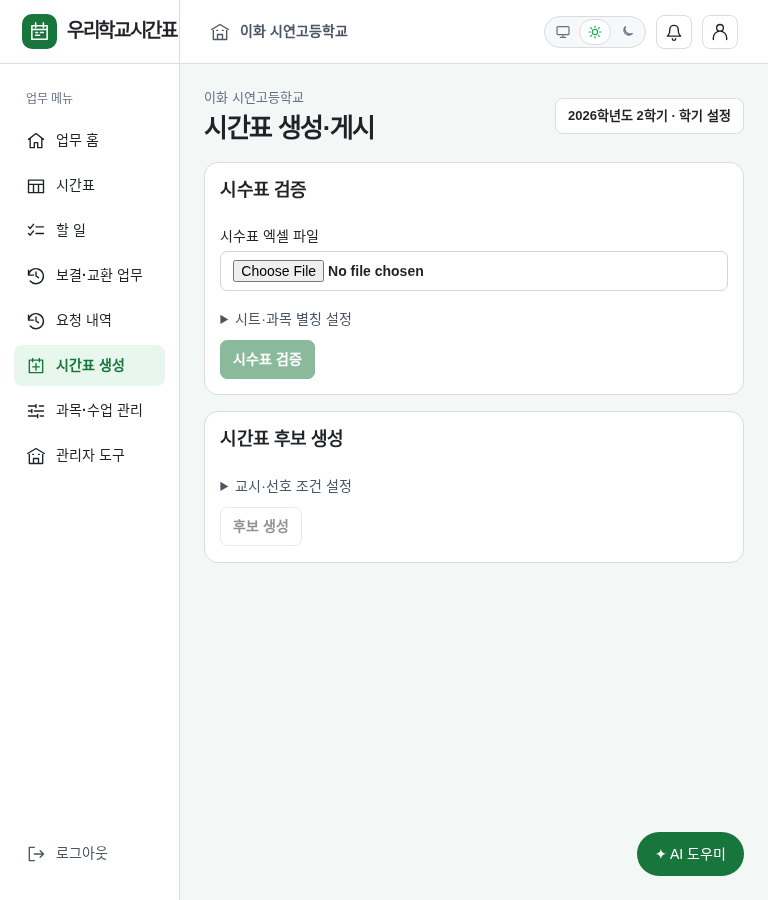 우리학교시간표
이화 시연고등학교
업무 메뉴
업무 홈
시간표
할 일
보결·교환 업무
요청 내역
시간표 생성
과목·수업 관리
관리자 도구
로그아웃
이화 시연고등학교
시간표 생성·게시
2026학년도 2학기 · 학기 설정
시수표 검증
시수표 엑셀 파일
Choose File No file chosen
▶ 시트·과목 별칭 설정
시수표 검증
시간표 후보 생성
▶ 교시·선호 조건 설정
후보 생성
✦ AI 도우미